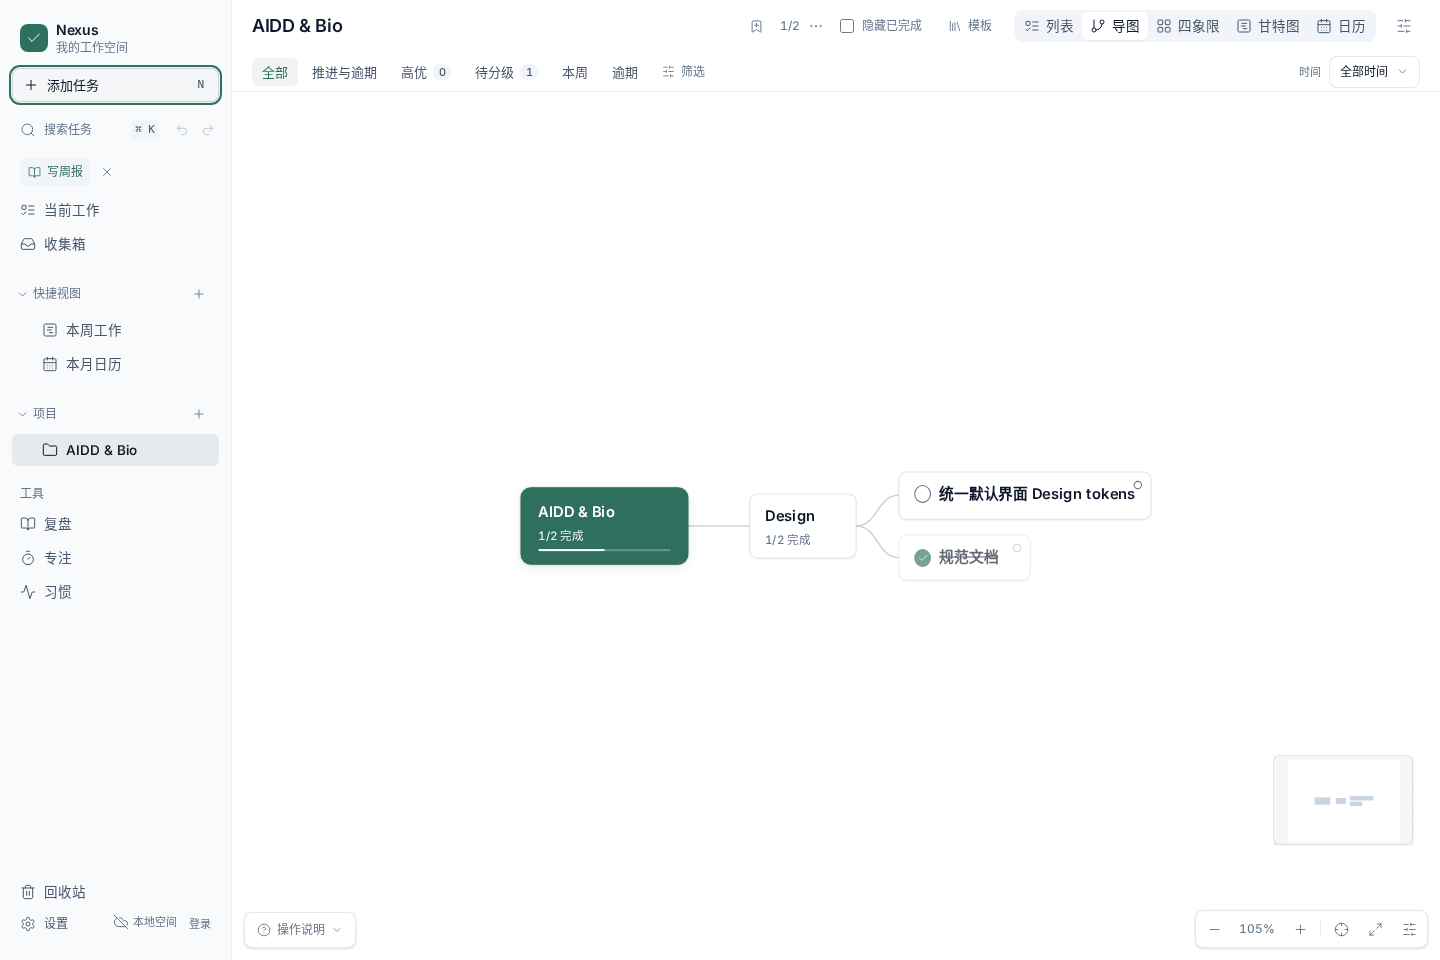 Nexus
我的工作空间
添加任务 N
搜索任务 ⌘ K
写周报
当前工作
收集箱
快捷视图
本周工作
本月日历
项目
AIDD & Bio
工具
复盘
专注
习惯
回收站
设置 本地空间 登录
AIDD & Bio
1/2 隐藏已完成 模板 列表 导图 四象限 甘特图 日历
全部 推进与逾期 高优 0 待分级 1 本周 逾期 筛选 时间 全部时间
AIDD & Bio
1/2 完成
Design
1/2 完成
统一默认界面 Design tokens
规范文档
操作说明
105%